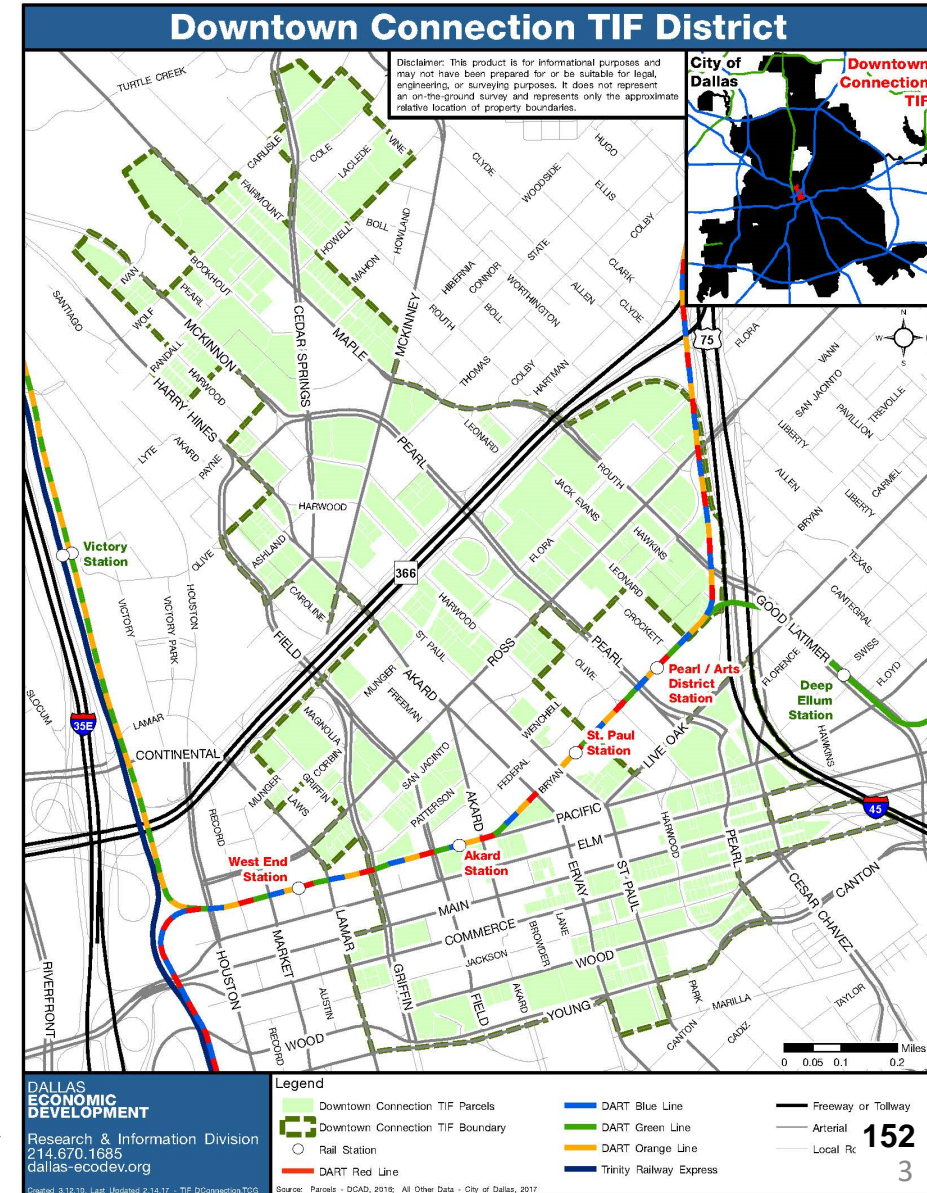 Downtown Connection TIF District
Disclaimer: This product is for informational purposes and
may not have been prepared for or be suitable for legal,
engineering, or surveying purposes. It does not represent
an on-the-ground survey and represents only the approximate
relative location of property boundaries.
City of
Dallas
Downtown
Connection
TIF
TURTLE CREEK
CARLISLE
COLE
LACLEDE
VINE
FAIRMOUNT
HOWELL
BOLL
HOWLAND
MAHON
CLYDE
WOODSIDE
HUGO
ELLIS
COLBY
STATE
CLARK
HIBERNIA
CONNOR
BOLL
WORTHINGTON
ALLEN
CLYDE
ROUTH
THOMAS
COLBY
HARTMAN
IVAN
BOOKHOUT
PEARL
WOLF
MCKINNON
RANDALL
HARWOOD
HARRY HINES
SANTIAGO
CEDAR SPRINGS
MAPLE
MCKINNEY
LYTE
AKARD
PAYNE
PEARL
LEONARD
75
FLORA
N
W
S
VANN
SAN JACINTO
PAVILLION
TREVOLLE
LIBERTY
ALLEN
LIBERTY
CARMEL
BRYAN
TEXAS
CANTEGRAL
SWISS
FLOYD
ROUTH
JACK EVANS
HAWKINS
FLORA
LEONARD
CROCKETT
HARWOOD
ASHLAND
CAROLINE
OLIVE
366
Victory
Station
HOUSTON
VICTORY PARK
VICTORY
FIELD
HARWOOD
ST PAUL
ROSS
PEARL
OLIVE
GOOD LATIMER
FLORENCE
Pearl / Arts
District
Station
Deep
Ellum
Station
HAWKINS
MUNGER
AKARD
FREEMAN
WENCHELL
St. Paul
Station
LIVE OAK
SLOCUM
35E
LAMAR
CONTINENTAL
MAGNOLIA
CORBIN
GRIFFIN
MUNGER
LAWS
SAN JACINTO
PATTERSON
AKARD
FEDERAL
BRYAN
PACIFIC
RECORD
45
West End
Station
Akard
Station
ELM
HARWOOD
PEARL
ERVAY
ST PAUL
MAIN
COMMERCE
LANE
BROWDER
JACKSON
WOOD
CESAR CHAVEZ
CANTON
HOUSTON
MARKET
LAMAR
AUSTIN
GRIFFIN
FIELD
AKARD
YOUNG
PARK
MARILLA
TAYLOR
CANTON
CADIZ
RIVERFRONT
RECORD
WOOD
Miles
0 0.05 0.1 0.2
DALLAS
ECONOMIC
DEVELOPMENT
Research & Information Division
214.670.1685
dallas-ecodev.org
Created 3.12.10, Last Updated 2.14.17 - TIF DConnection.TCG
Legend
Downtown Connection TIF Parcels
Downtown Connection TIF Boundary
Rail Station
DART Red Line
DART Blue Line
DART Green Line
DART Orange Line
Trinity Railway Express
Freeway or Tollway
Arterial
Local
Source: Parcels - DCAD, 2016; All Other Data - City of Dallas, 2017
152
3